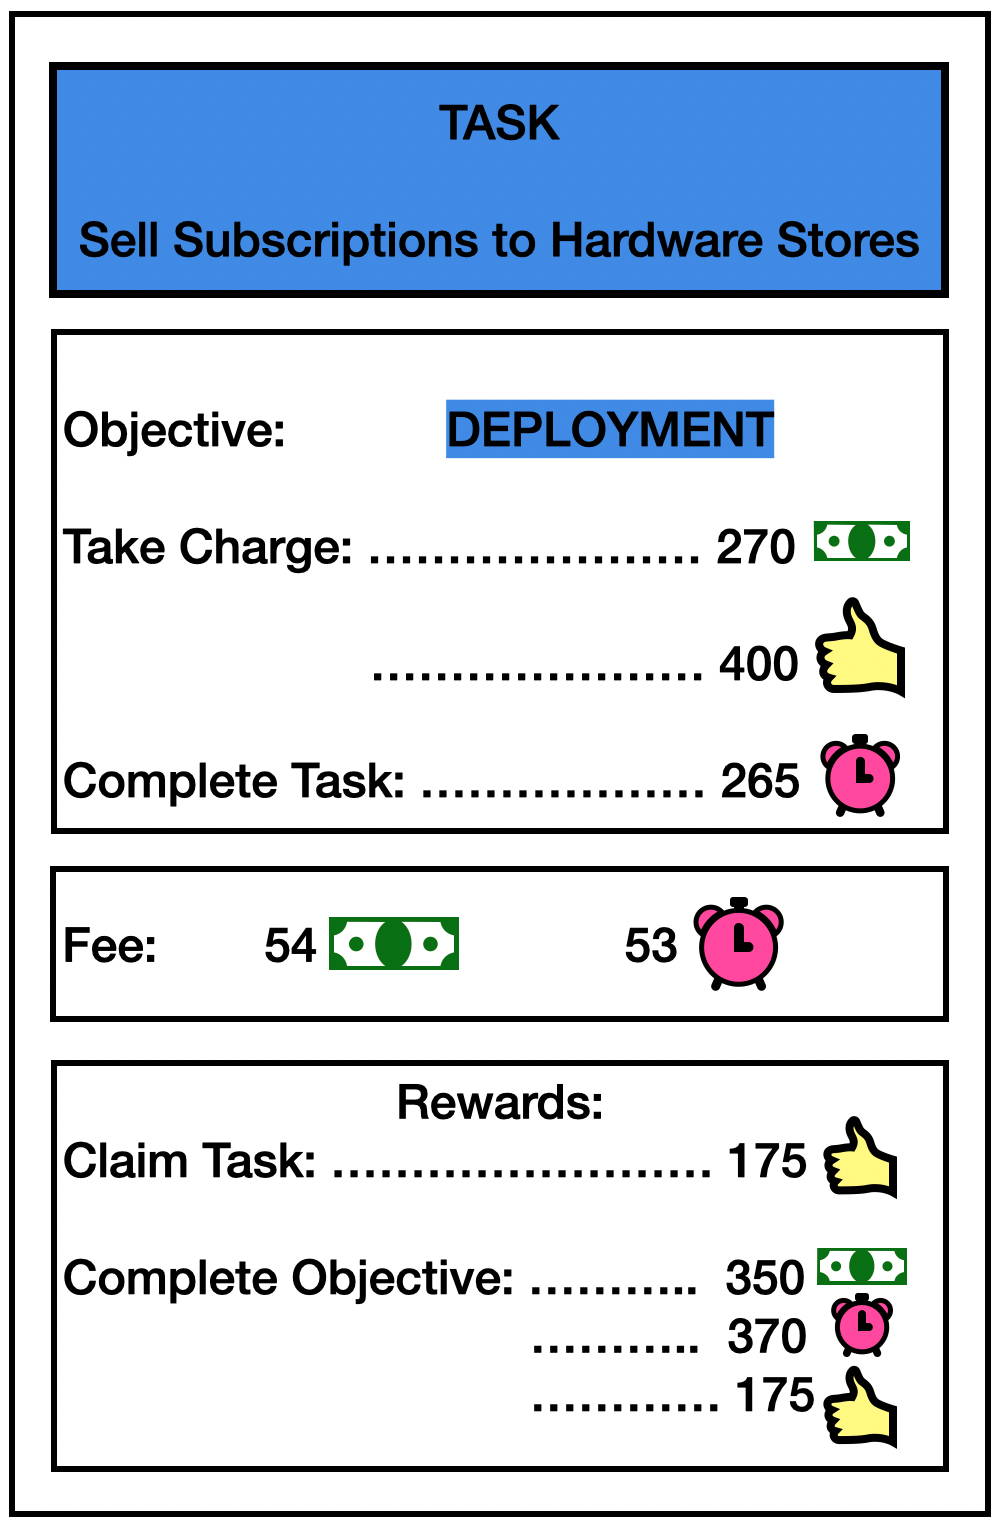 TASK
Sell Subscriptions to Hardware Stores
Objective: DEPLOYMENT
Take Charge: ………………… 270
………………… 400
Complete Task: ……………… 265
Fee: 54 53
Rewards:
Claim Task: …………………… 175
Complete Objective: ……….. 350
……….. 370
………… 175